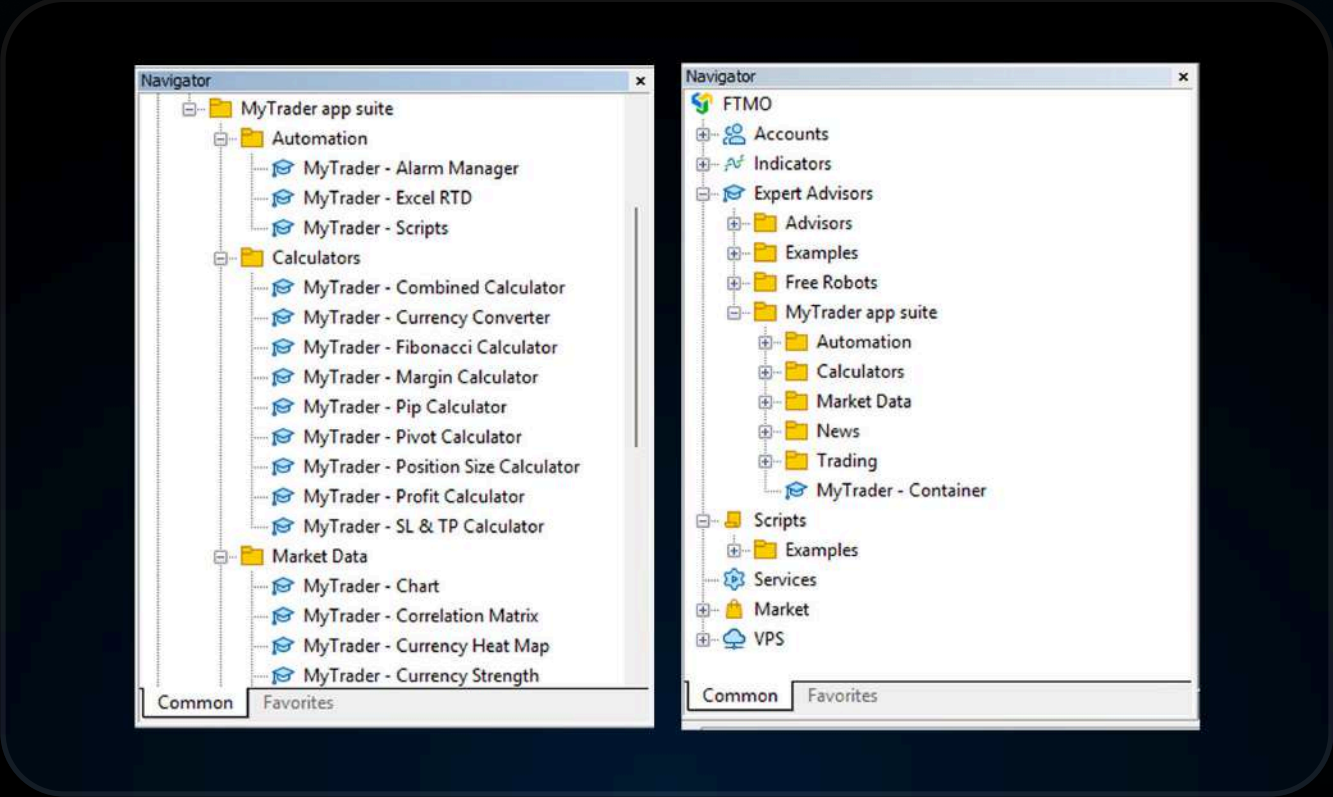 Navigator
MyTrader app suite
Automation
MyTrader - Alarm Manager
MyTrader - Excel RTD
MyTrader - Scripts
Calculators
MyTrader - Combined Calculator
MyTrader - Currency Converter
MyTrader - Fibonacci Calculator
MyTrader - Margin Calculator
MyTrader - Pip Calculator
MyTrader - Pivot Calculator
MyTrader - Position Size Calculator
MyTrader - Profit Calculator
MyTrader - SL & TP Calculator
Market Data
MyTrader - Chart
MyTrader - Correlation Matrix
MyTrader - Currency Heat Map
MyTrader - Currency Strength
Common Favorites
Navigator
FTMO
Accounts
Indicators
Expert Advisors
Advisors
Examples
Free Robots
MyTrader app suite
Automation
Calculators
Market Data
News
Trading
MyTrader - Container
Scripts
Examples
Services
Market
VPS
Common Favorites